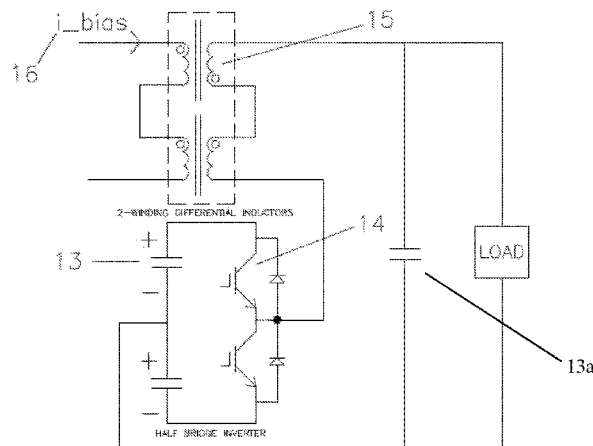 i_bias
16
15
2-WINDING DIFFERENTIAL INDUCTORS
+
13
14
−
LOAD
+
−
13a
HALF BRIDGE INVERTER